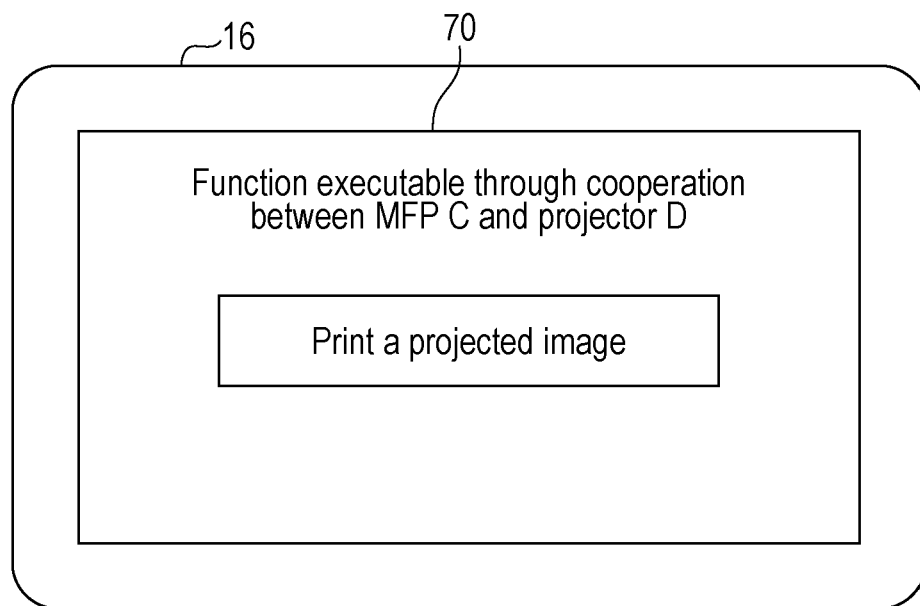 16
70
Function executable through cooperation
between MFP C and projector D
Print a projected image